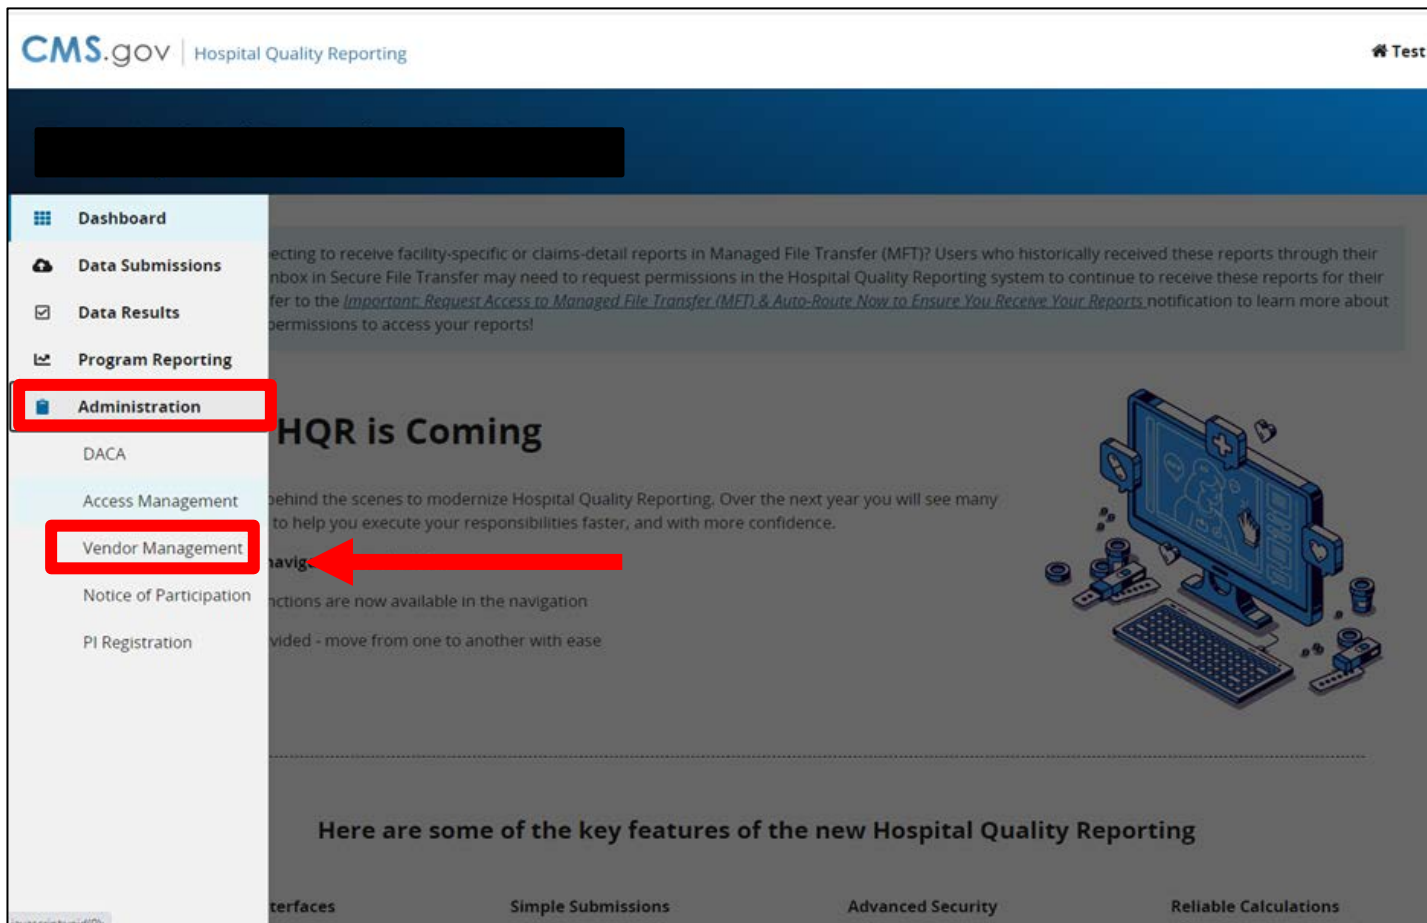 CMS.gov | Hospital Quality Reporting
Test
Dashboard
Data Submissions
Data Results
Program Reporting
Administration
DACA
Access Management
Vendor Management
Notice of Participation
PI Registration
ecting to receive facility-specific or claims-detail reports in Managed File Transfer (MFT)? Users who historically received these reports through their
nbox in Secure File Transfer may need to request permissions in the Hospital Quality Reporting system to continue to receive these reports for their
fer to the Important: Request Access to Managed File Transfer (MFT) & Auto-Route Now to Ensure You Receive Your Reports notification to learn more about
permissions to access your reports!
HQR is Coming
behind the scenes to modernize Hospital Quality Reporting. Over the next year you will see many
to help you execute your responsibilities faster, and with more confidence.
navig
nctions are now available in the navigation
vided - move from one to another with ease
Here are some of the key features of the new Hospital Quality Reporting
terfaces
Simple Submissions
Advanced Security
Reliable Calculations